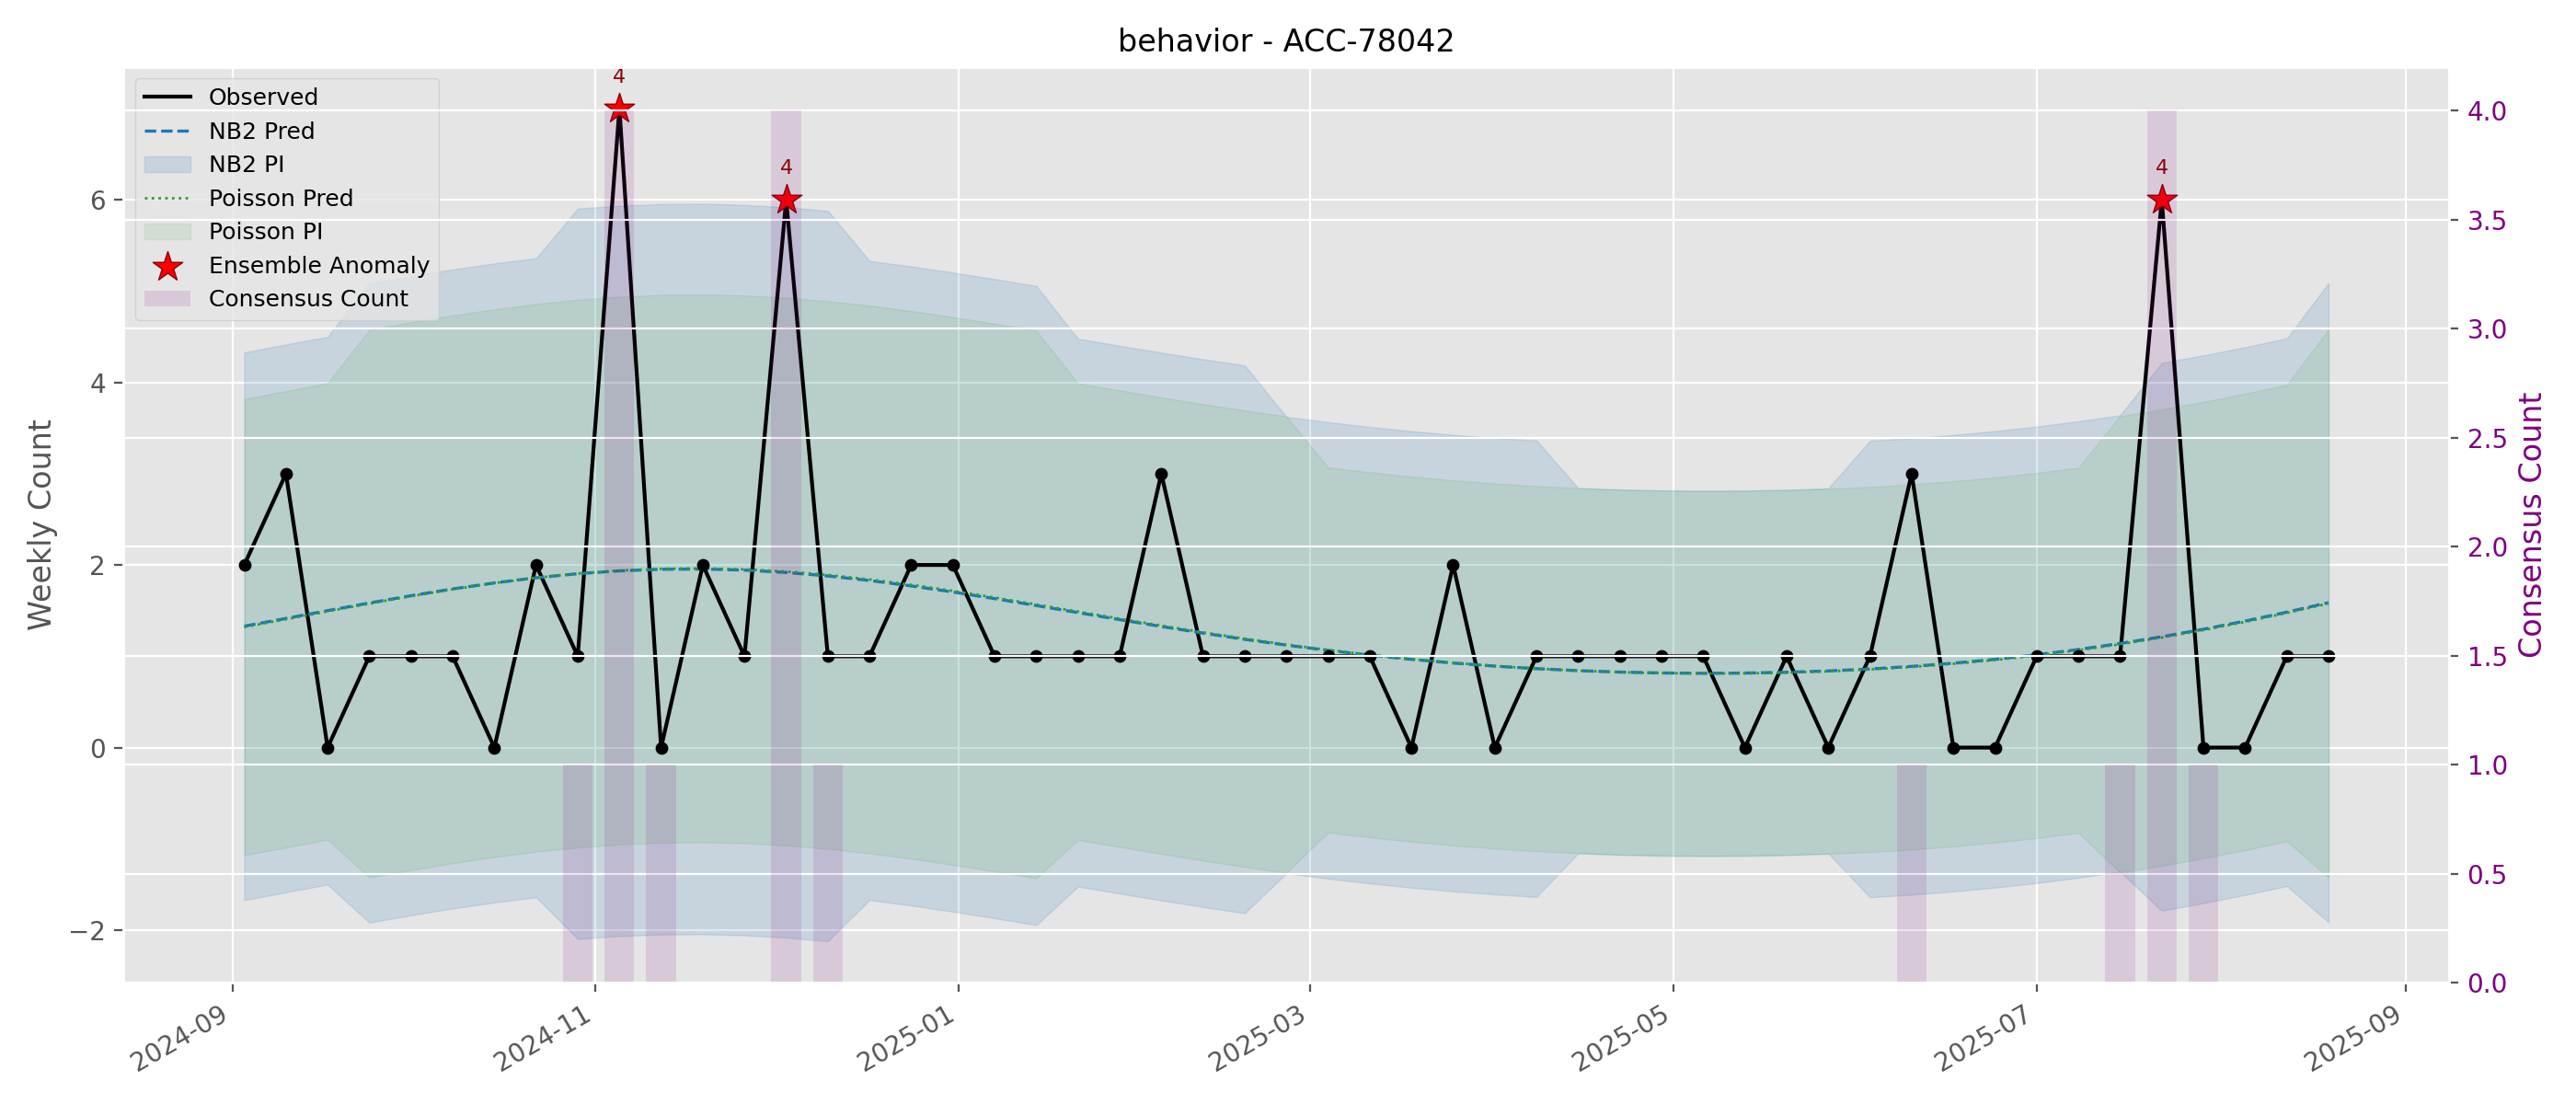 behavior - ACC-78042
4
4
4
Observed
NB2 Pred
NB2 PI
Poisson Pred
Poisson PI
Ensemble Anomaly
Consensus Count
Weekly Count
6
4
2
0
−2
4.0
3.5
3.0
2.5
2.0
1.5
1.0
0.5
0.0
Consensus Count
2024-09
2024-11
2025-01
2025-03
2025-05
2025-07
2025-09